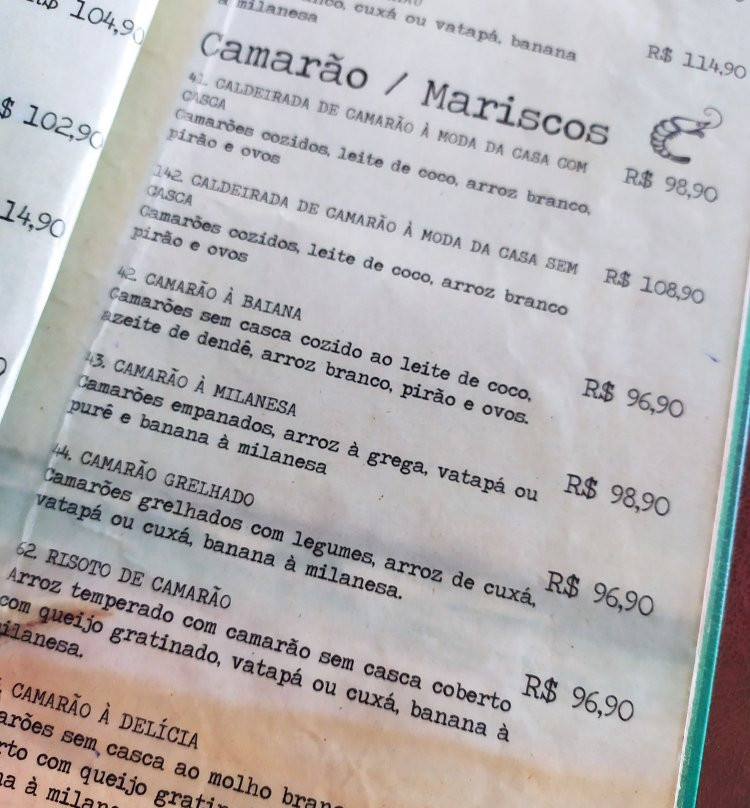 104,90
$ 102,90
14,90
cuxá ou vatapá, banana
à milanesa
R$ 114,90
Camarão / Mariscos
41. CALDEIRADA DE CAMARÃO À MODA DA CASA COM
CASCA
R$ 98,90
Camarões cozidos, leite de coco, arroz branco,
pirão e ovos
142. CALDEIRADA DE CAMARÃO À MODA DA CASA SEM
CASCA
R$ 108,90
Camarões cozidos, leite de coco, arroz branco
pirão e ovos
42. CAMARÃO À BAIANA
Camarões sem casca cozido ao leite de coco,
azeite de dendê, arroz branco, pirão e ovos.
R$ 96,90
43. CAMARÃO À MILANESA
Camarões empanados, arroz à grega, vatapá ou
purê e banana à milanesa
R$ 98,90
44. CAMARÃO GRELHADO
Camarões grelhados com legumes, arroz de cuxá,
vatapá ou cuxá, banana à milanesa.
R$ 96,90
62. RISOTO DE CAMARÃO
Arroz temperado com camarão sem casca coberto
com queijo gratinado, vatapá ou cuxá, banana à
milanesa.
R$ 96,90
CAMARÃO À DELÍCIA
arões sem casca ao molho bran
rto com queijo grati
a à milan